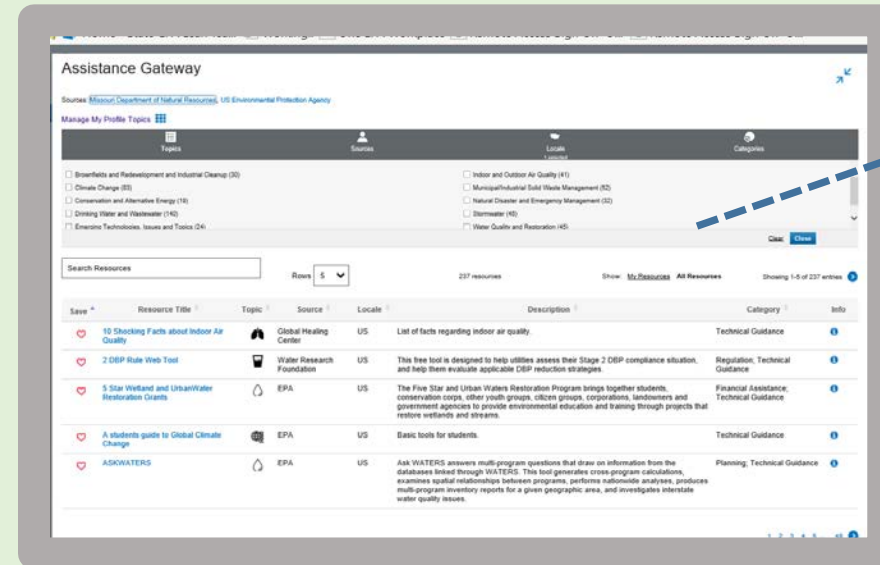 Assistance Gateway
Sources: Missouri Department of Natural Resources, US Environmental Protection Agency
Manage My Profile Topics
Topics Sources Locale Categories
1 selected
Brownfields and Redevelopment and Industrial Cleanup (30) Indoor and Outdoor Air Quality (41)
Climate Change (83) Municipal/Industrial Solid Waste Management (52)
Conservation and Alternative Energy (18) Natural Disaster and Emergency Management (32)
Drinking Water and Wastewater (140) Stormwater (48)
Emerging Technologies, Issues and Topics (24) Water Quality and Restoration (45)
Clear Close
Search Resources Rows 5 237 resources Show: My Resources All Resources Showing 1-5 of 237 entries
Save Resource Title Topic Source Locale Description Category Info
10 Shocking Facts about Indoor Air Global Healing US List of facts regarding indoor air quality. Technical Guidance
Quality Center
2 DBP Rule Web Tool Water Research US This free tool is designed to help utilities assess their Stage 2 DBP compliance situation, Regulation; Technical
Foundation and help them evaluate applicable DBP reduction strategies. Guidance
5 Star Wetland and UrbanWater EPA US The Five Star and Urban Waters Restoration Program brings together students, Financial Assistance;
Restoration Grants conservation corps, other youth groups, citizen groups, corporations, landowners and Technical Guidance
government agencies to provide environmental education and training through projects that
restore wetlands and streams.
A students guide to Global Climate EPA US Basic tools for students. Technical Guidance
Change
ASKWATERS EPA US Ask WATERS answers multi-program questions that draw on information from the Planning; Technical Guidance
databases linked through WATERS. This tool generates cross-program calculations,
examines spatial relationships between programs, performs nationwide analyses, produces
multi-program inventory reports for a given geographic area, and investigates interstate
water quality issues.
1 2 3 4 5 48